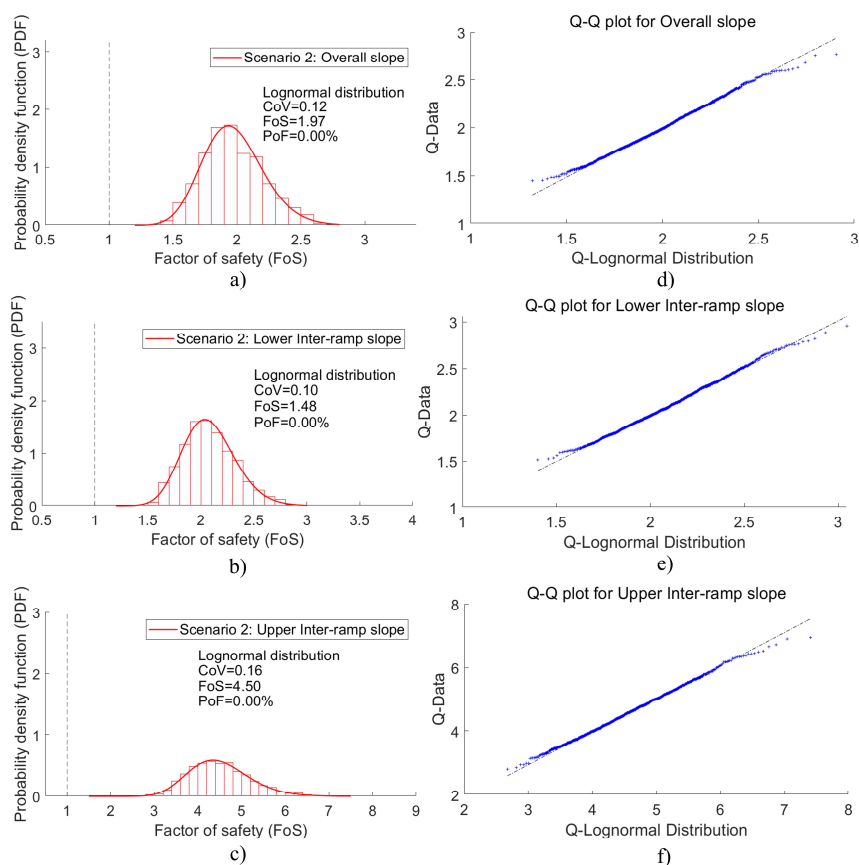 Probability density function (PDF)
3
2
1
0
0.5
1
1.5
2
2.5
3
Factor of safety (FoS)
Scenario 2: Overall slope
Lognormal distribution
CoV=0.12
FoS=1.97
PoF=0.00%
a)
Q-Q plot for Overall slope
Q-Data
3
2.5
2
1.5
1
1
1.5
2
2.5
3
Q-Lognormal Distribution
d)
Probability density function (PDF)
3
2
1
0
0.5
1
1.5
2
2.5
3
3.5
4
Factor of safety (FoS)
Scenario 2: Lower Inter-ramp slope
Lognormal distribution
CoV=0.10
FoS=1.48
PoF=0.00%
b)
Q-Q plot for Lower Inter-ramp slope
Q-Data
3
2.5
2
1.5
1
1
1.5
2
2.5
3
Q-Lognormal Distribution
e)
Probability density function (PDF)
3
2
1
0
1
2
3
4
5
6
7
8
9
Factor of safety (FoS)
Scenario 2: Upper Inter-ramp slope
Lognormal distribution
CoV=0.16
FoS=4.50
PoF=0.00%
c)
Q-Q plot for Upper Inter-ramp slope
Q-Data
8
6
4
2
2
3
4
5
6
7
8
Q-Lognormal Distribution
f)